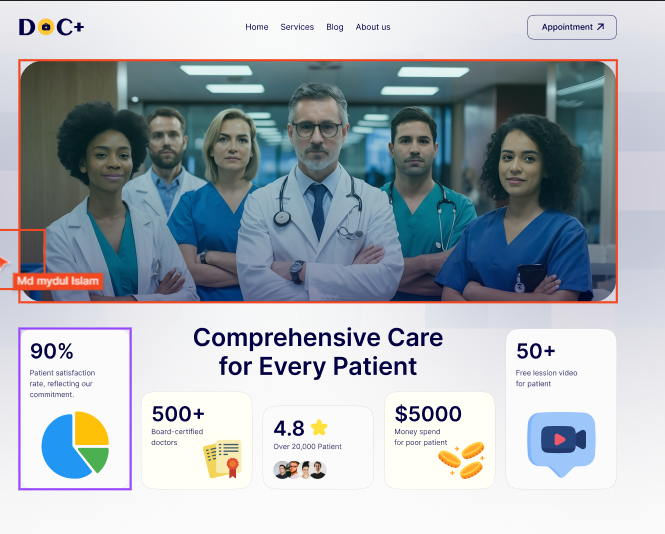 DOC+
Home Services Blog About us
Appointment
Md mydul Islam
Comprehensive Care
for Every Patient
90%
Patient satisfaction
rate, reflecting our
commitment.
500+
Board-certified
doctors
4.8
Over 20,000 Patient
$5000
Money spend
for poor patient
50+
Free lession video
for patient